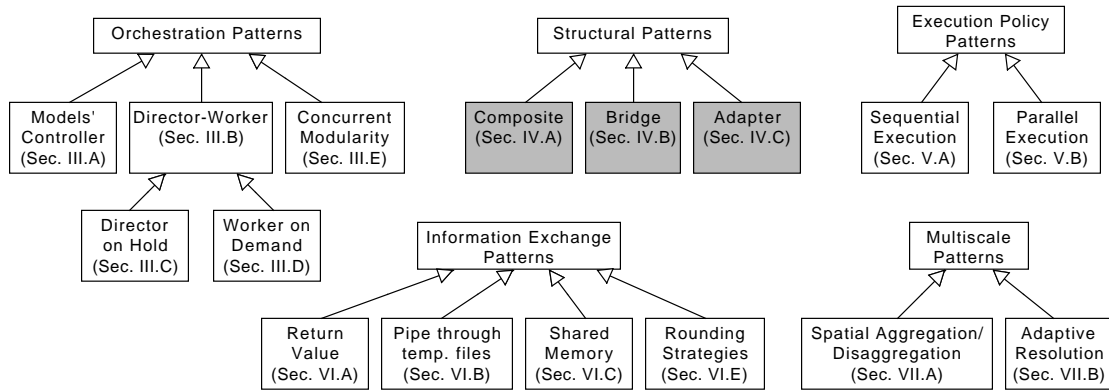 Orchestration Patterns
Models'
Controller
(Sec. III.A)
Director-Worker
(Sec. III.B)
Concurrent
Modularity
(Sec. III.E)
Director
on Hold
(Sec. III.C)
Worker on
Demand
(Sec. III.D)
Structural Patterns
Composite
(Sec. IV.A)
Bridge
(Sec. IV.B)
Adapter
(Sec. IV.C)
Execution Policy
Patterns
Sequential
Execution
(Sec. V.A)
Parallel
Execution
(Sec. V.B)
Information Exchange
Patterns
Return
Value
(Sec. VI.A)
Pipe through
temp. files
(Sec. VI.B)
Shared
Memory
(Sec. VI.C)
Rounding
Strategies
(Sec. VI.E)
Multiscale
Patterns
Spatial Aggregation/
Disaggregation
(Sec. VII.A)
Adaptive
Resolution
(Sec. VII.B)